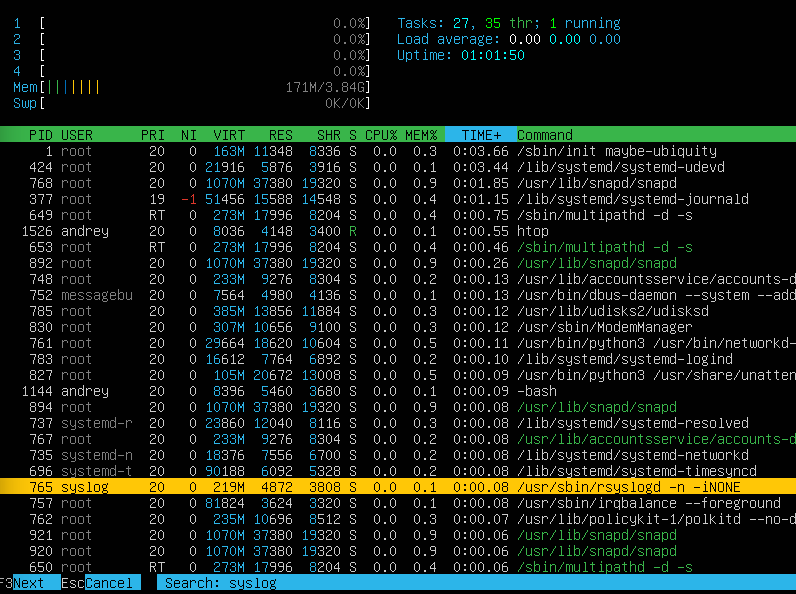 1 [ 0.0%]
2 [ 0.0%]
3 [ 0.0%]
4 [ 0.0%]
Mem[||||||| 171M/3.84G]
Swp[ 0K/0K]
Tasks: 27, 35 thr; 1 running
Load average: 0.00 0.00 0.00
Uptime: 01:01:50
PID USER PRI NI VIRT RES SHR S CPU% MEM% TIME+ Command
1 root 20 0 163M 11348 8336 S 0.0 0.3 0:03.66 /sbin/init maybe-ubiquity
424 root 20 0 21916 5876 3916 S 0.0 0.1 0:03.44 /lib/systemd/systemd-udevd
768 root 20 0 1070M 37380 19320 S 0.0 0.9 0:01.85 /usr/lib/snapd/snapd
377 root 19 -1 51456 15588 14548 S 0.0 0.4 0:01.15 /lib/systemd/systemd-journald
649 root RT 0 273M 17996 8204 S 0.0 0.4 0:00.75 /sbin/multipathd -d -s
1526 andrey 20 0 8036 4148 3400 R 0.0 0.1 0:00.55 htop
653 root RT 0 273M 17996 8204 S 0.0 0.4 0:00.46 /sbin/multipathd -d -s
892 root 20 0 1070M 37380 19320 S 0.0 0.9 0:00.26 /usr/lib/snapd/snapd
748 root 20 0 233M 9276 8304 S 0.0 0.2 0:00.13 /usr/lib/accountsservice/accounts-d
752 messagebu 20 0 7564 4980 4136 S 0.0 0.1 0:00.13 /usr/bin/dbus-daemon --system --add
785 root 20 0 385M 13856 11884 S 0.0 0.3 0:00.12 /usr/lib/udisks2/udisksd
830 root 20 0 307M 10656 9100 S 0.0 0.3 0:00.12 /usr/sbin/ModemManager
761 root 20 0 29664 18620 10604 S 0.0 0.5 0:00.11 /usr/bin/python3 /usr/bin/networkd-
783 root 20 0 16612 7764 6892 S 0.0 0.2 0:00.10 /lib/systemd/systemd-logind
827 root 20 0 105M 20672 13008 S 0.0 0.5 0:00.09 /usr/bin/python3 /usr/share/unatten
1144 andrey 20 0 8396 5460 3680 S 0.0 0.1 0:00.09 -bash
894 root 20 0 1070M 37380 19320 S 0.0 0.9 0:00.08 /usr/lib/snapd/snapd
737 systemd-r 20 0 23860 12040 8116 S 0.0 0.3 0:00.08 /lib/systemd/systemd-resolved
767 root 20 0 233M 9276 8304 S 0.0 0.2 0:00.08 /usr/lib/accountsservice/accounts-d
735 systemd-n 20 0 18376 7556 6700 S 0.0 0.2 0:00.08 /lib/systemd/systemd-networkd
696 systemd-t 20 0 90188 6092 5328 S 0.0 0.2 0:00.08 /lib/systemd/systemd-timesyncd
765 syslog 20 0 219M 4872 3808 S 0.0 0.1 0:00.08 /usr/sbin/rsyslogd -n -iNONE
757 root 20 0 81824 3624 3320 S 0.0 0.1 0:00.08 /usr/sbin/irqbalance --foreground
762 root 20 0 235M 10696 8512 S 0.0 0.3 0:00.07 /usr/lib/policykit-1/polkitd --no-d
921 root 20 0 1070M 37380 19320 S 0.0 0.9 0:00.06 /usr/lib/snapd/snapd
920 root 20 0 1070M 37380 19320 S 0.0 0.9 0:00.06 /usr/lib/snapd/snapd
650 root RT 0 273M 17996 8204 S 0.0 0.4 0:00.06 /sbin/multipathd -d -s
F3Next EscCancel Search: syslog